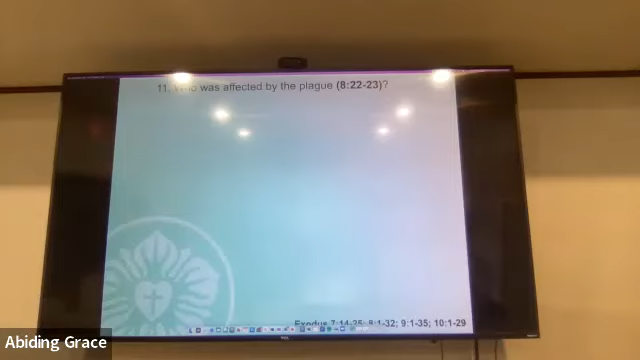 11. Who was affected by the plague (8:22-23)?
Exodus 7:14-25; 8:1-32; 9:1-35; 10:1-29
TCL
Abiding Grace